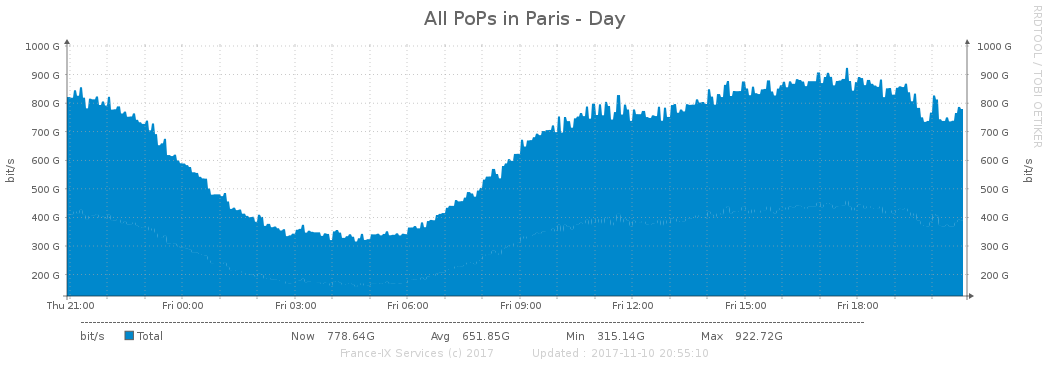 All PoPs in Paris - Day
RRDTOOL / TOBI OETIKER
1000 G 1000 G
900 G 900 G
800 G 800 G
700 G 700 G
600 G 600 G
500 G 500 G
400 G 400 G
300 G 300 G
200 G 200 G
bit/s bit/s
Thu 21:00 Fri 00:00 Fri 03:00 Fri 06:00 Fri 09:00 Fri 12:00 Fri 15:00 Fri 18:00
bit/s Total Now 778.64G Avg 651.85G Min 315.14G Max 922.72G
France-IX Services (c) 2017 Updated : 2017-11-10 20:55:10